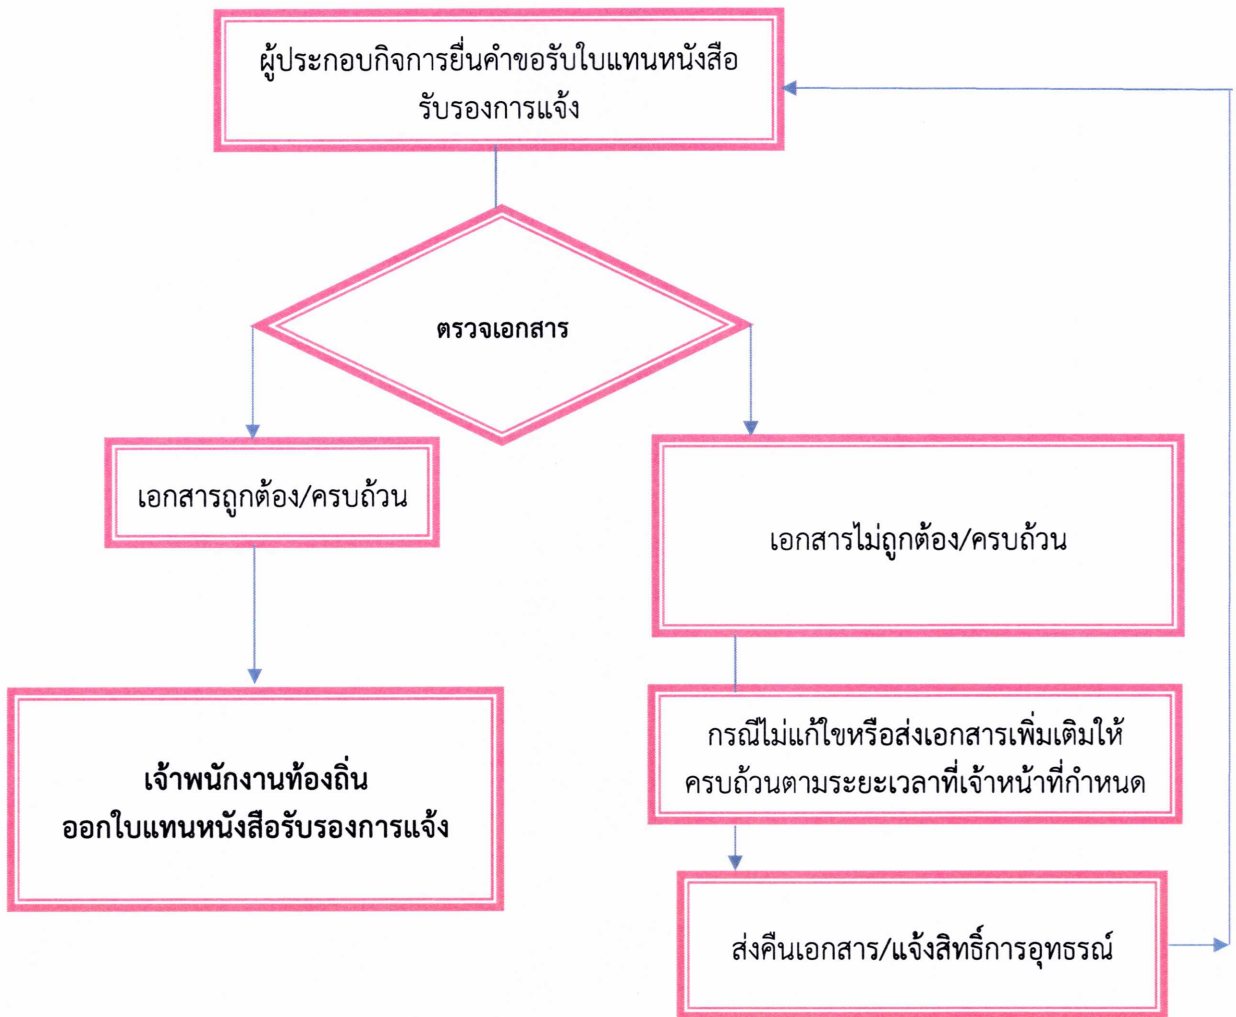 ผู้ประกอบกิจการยื่นคำขอรับใบแทนหนังสือ
รับรองการแจ้ง
ตรวจเอกสาร
เอกสารถูกต้อง/ครบถ้วน
เอกสารไม่ถูกต้อง/ครบถ้วน
กรณีไม่แก้ไขหรือส่งเอกสารเพิ่มเติมให้
ครบถ้วนตามระยะเวลาที่เจ้าหน้าที่กำหนด
เจ้าพนักงานท้องถิ่น
ออกใบแทนหนังสือรับรองการแจ้ง
ส่งคืนเอกสาร/แจ้งสิทธิ์การอุทธรณ์